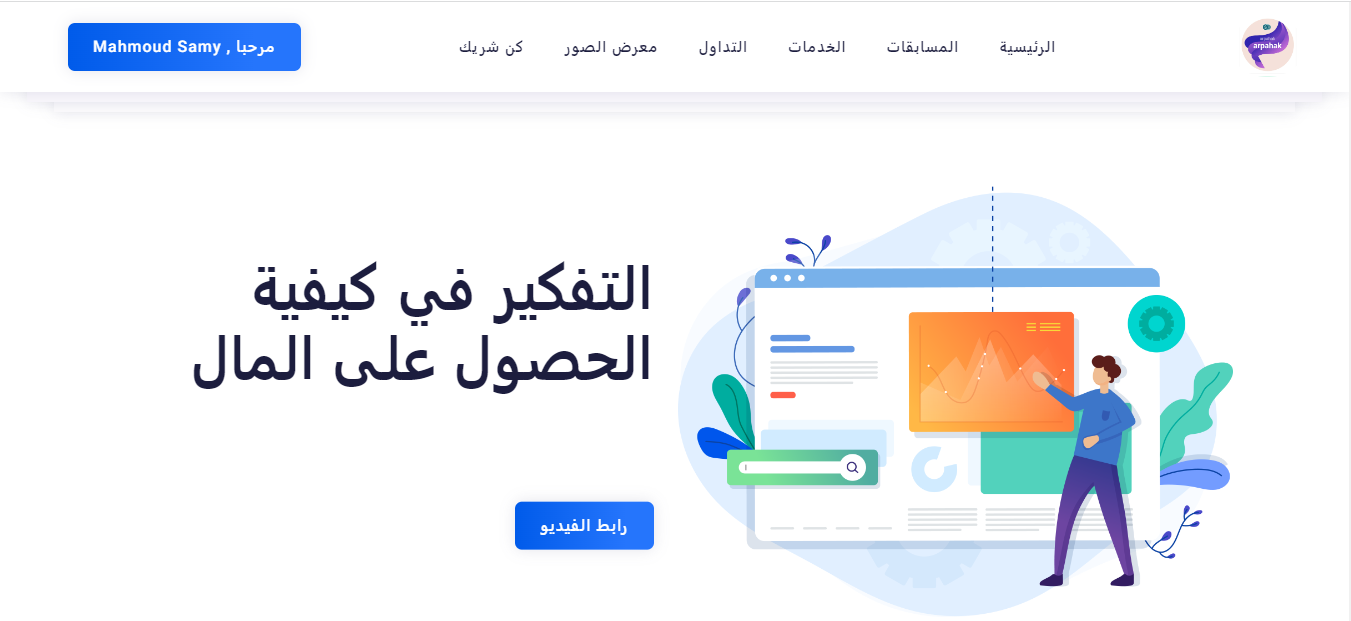 arpahak
arpahak
الرئيسية
المسابقات
الخدمات
التداول
معرض الصور
كن شريك
مرحبا , Mahmoud Samy
التفكير في كيفية
الحصول على المال
رابط الفيديو